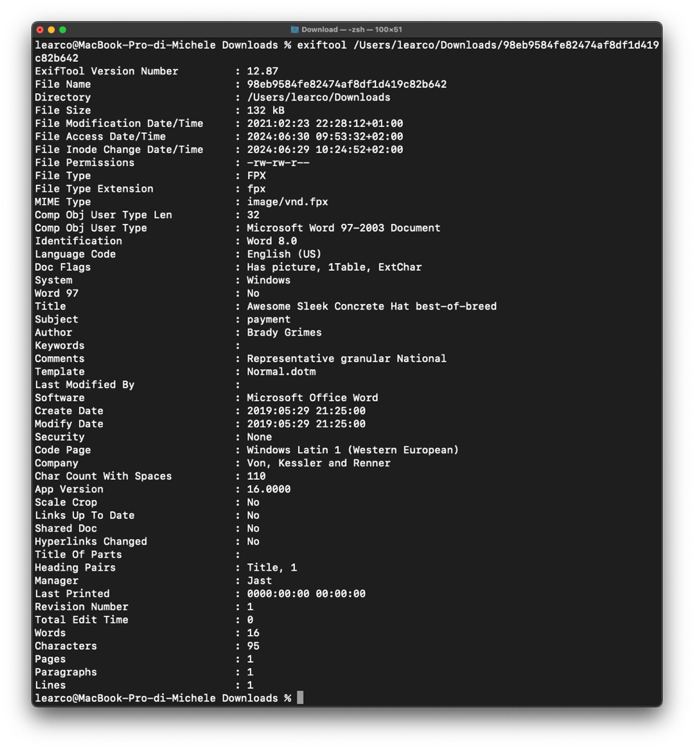 Download — -zsh — 100×51
learco@MacBook-Pro-di-Michele Downloads % exiftool /Users/learco/Downloads/98eb9584fe82474af8df1d419
c82b642
ExifTool Version Number         : 12.87
File Name                       : 98eb9584fe82474af8df1d419c82b642
Directory                       : /Users/learco/Downloads
File Size                       : 132 kB
File Modification Date/Time     : 2021:02:23 22:28:12+01:00
File Access Date/Time           : 2024:06:30 09:53:32+02:00
File Inode Change Date/Time     : 2024:06:29 10:24:52+02:00
File Permissions                : -rw-rw-r--
File Type                       : FPX
File Type Extension             : fpx
MIME Type                       : image/vnd.fpx
Comp Obj User Type Len          : 32
Comp Obj User Type              : Microsoft Word 97-2003 Document
Identification                  : Word 8.0
Language Code                   : English (US)
Doc Flags                       : Has picture, 1Table, ExtChar
System                          : Windows
Word 97                         : No
Title                           : Awesome Sleek Concrete Hat best-of-breed
Subject                         : payment
Author                          : Brady Grimes
Keywords                        :
Comments                        : Representative granular National
Template                        : Normal.dotm
Last Modified By                :
Software                        : Microsoft Office Word
Create Date                     : 2019:05:29 21:25:00
Modify Date                     : 2019:05:29 21:25:00
Security                        : None
Code Page                       : Windows Latin 1 (Western European)
Company                         : Von, Kessler and Renner
Char Count With Spaces          : 110
App Version                     : 16.0000
Scale Crop                      : No
Links Up To Date                : No
Shared Doc                      : No
Hyperlinks Changed              : No
Title Of Parts                  :
Heading Pairs                   : Title, 1
Manager                         : Jast
Last Printed                    : 0000:00:00 00:00:00
Revision Number                 : 1
Total Edit Time                 : 0
Words                           : 16
Characters                      : 95
Pages                           : 1
Paragraphs                      : 1
Lines                           : 1
learco@MacBook-Pro-di-Michele Downloads %